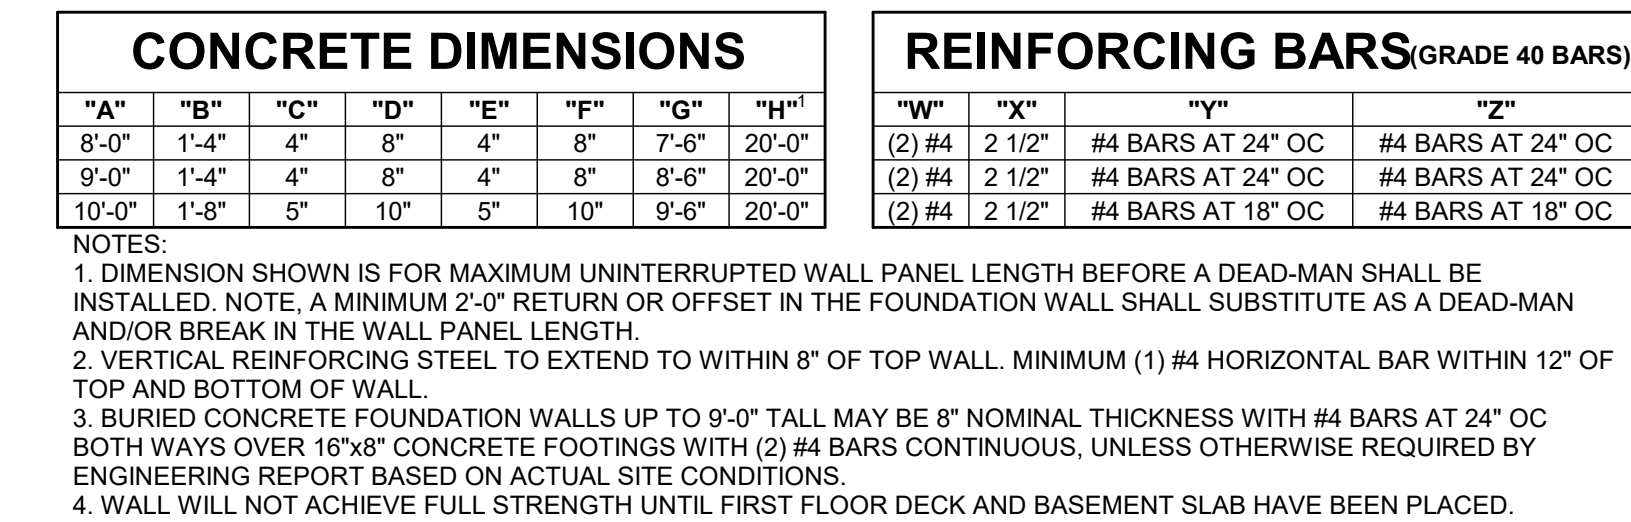 CONCRETE DIMENSIONS
"A" "B" "C" "D" "E" "F" "G" "H"1
8'-0" 1'-4" 4" 8" 4" 8" 7'-6" 20'-0"
9'-0" 1'-4" 4" 8" 4" 8" 8'-6" 20'-0"
10'-0" 1'-8" 5" 10" 5" 10" 9'-6" 20'-0"
REINFORCING BARS(GRADE 40 BARS)
"W" "X" "Y" "Z"
(2) #4 2 1/2" #4 BARS AT 24" OC #4 BARS AT 24" OC
(2) #4 2 1/2" #4 BARS AT 24" OC #4 BARS AT 24" OC
(2) #4 2 1/2" #4 BARS AT 18" OC #4 BARS AT 18" OC
NOTES:
1. DIMENSION SHOWN IS FOR MAXIMUM UNINTERRUPTED WALL PANEL LENGTH BEFORE A DEAD-MAN SHALL BE
INSTALLED. NOTE, A MINIMUM 2'-0" RETURN OR OFFSET IN THE FOUNDATION WALL SHALL SUBSTITUTE AS A DEAD-MAN
AND/OR BREAK IN THE WALL PANEL LENGTH.
2. VERTICAL REINFORCING STEEL TO EXTEND TO WITHIN 8" OF TOP WALL. MINIMUM (1) #4 HORIZONTAL BAR WITHIN 12" OF
TOP AND BOTTOM OF WALL.
3. BURIED CONCRETE FOUNDATION WALLS UP TO 9'-0" TALL MAY BE 8" NOMINAL THICKNESS WITH #4 BARS AT 24" OC
BOTH WAYS OVER 16"x8" CONCRETE FOOTINGS WITH (2) #4 BARS CONTINUOUS, UNLESS OTHERWISE REQUIRED BY
ENGINEERING REPORT BASED ON ACTUAL SITE CONDITIONS.
4. WALL WILL NOT ACHIEVE FULL STRENGTH UNTIL FIRST FLOOR DECK AND BASEMENT SLAB HAVE BEEN PLACED.